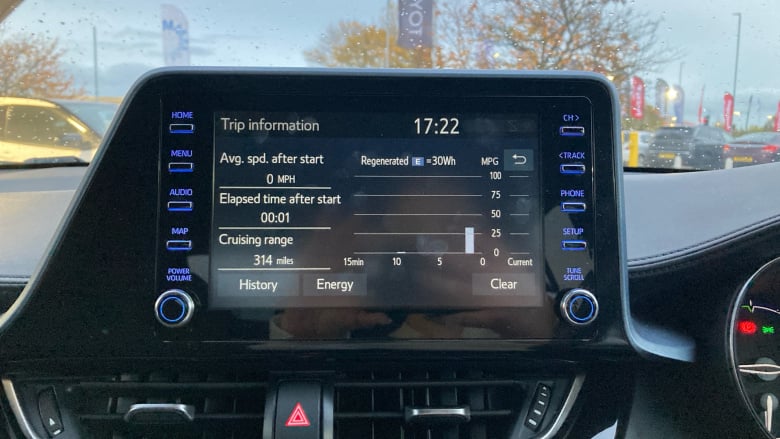 TOYOT
HOME
MENU
AUDIO
MAP
POWER
VOLUME
Trip information
17:22
Avg. spd. after start
0 MPH
Elapsed time after start
00:01
Cruising range
314 miles
Regenerated E =30Wh
MPG
100
75
50
25
0
15min 10 5 0 Current
History
Energy
Clear
CH>
<TRACK
PHONE
SETUP
TUNE
SCROLL